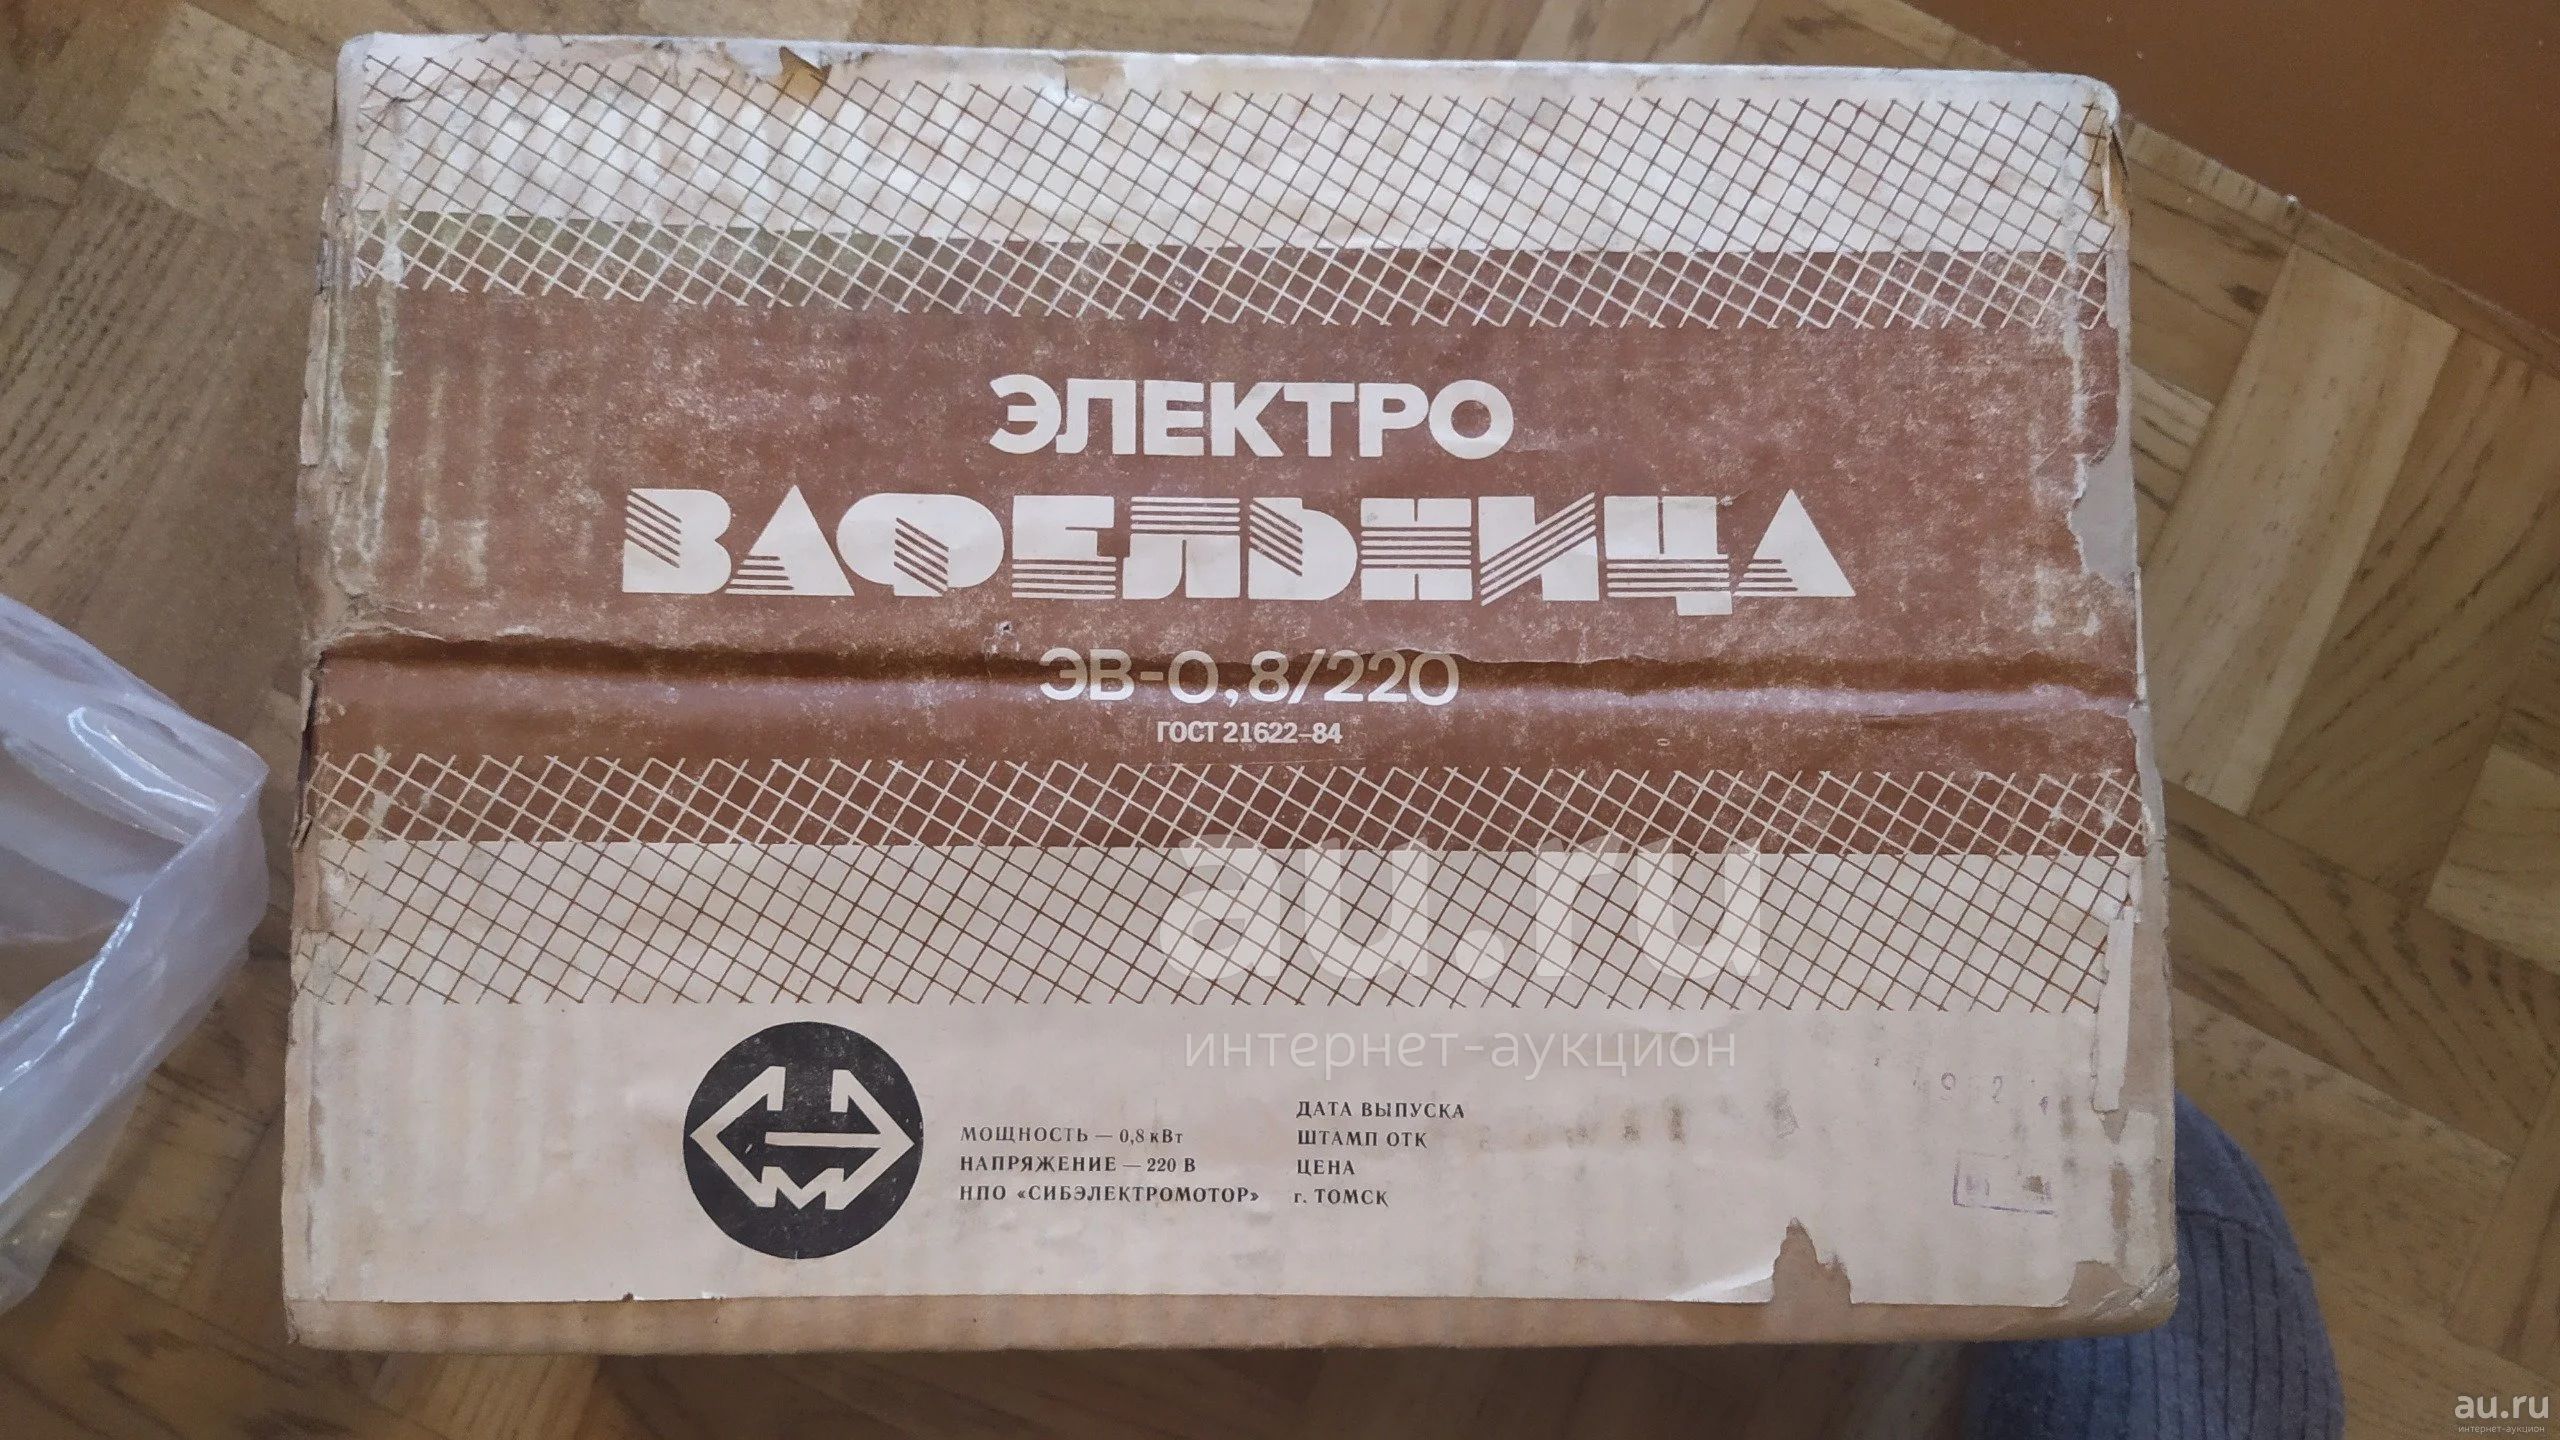 ЭЛЕКТРО
ВАФЕЛЬНИЦА
ЭВ-0,8/220
ГОСТ 21622-84
au.ru
интернет-аукцион
МОЩНОСТЬ — 0,8 кВт
НАПРЯЖЕНИЕ — 220 В
НПО «СИБЭЛЕКТРОМОТОР»
ДАТА ВЫПУСКА
ШТАМП ОТК
ЦЕНА
г. ТОМСК
au.ru
интернет-аукцион